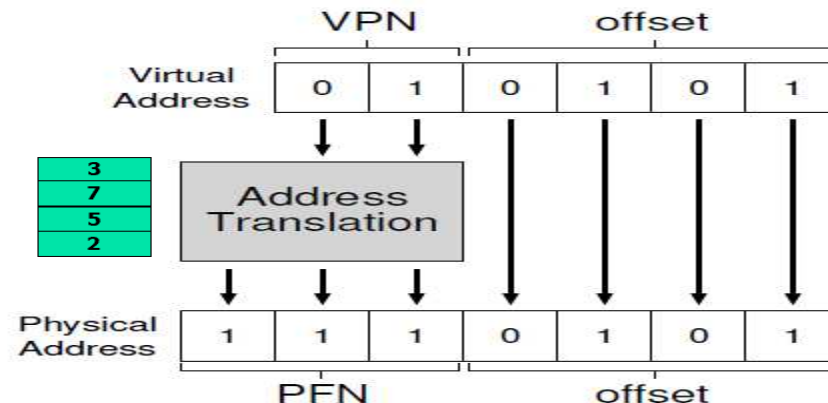 VPN offset
Virtual
Address
0 1 0 1 0 1
3
7
5
2
Address
Translation
Physical
Address
1 1 1 0 1 0 1
PFN offset